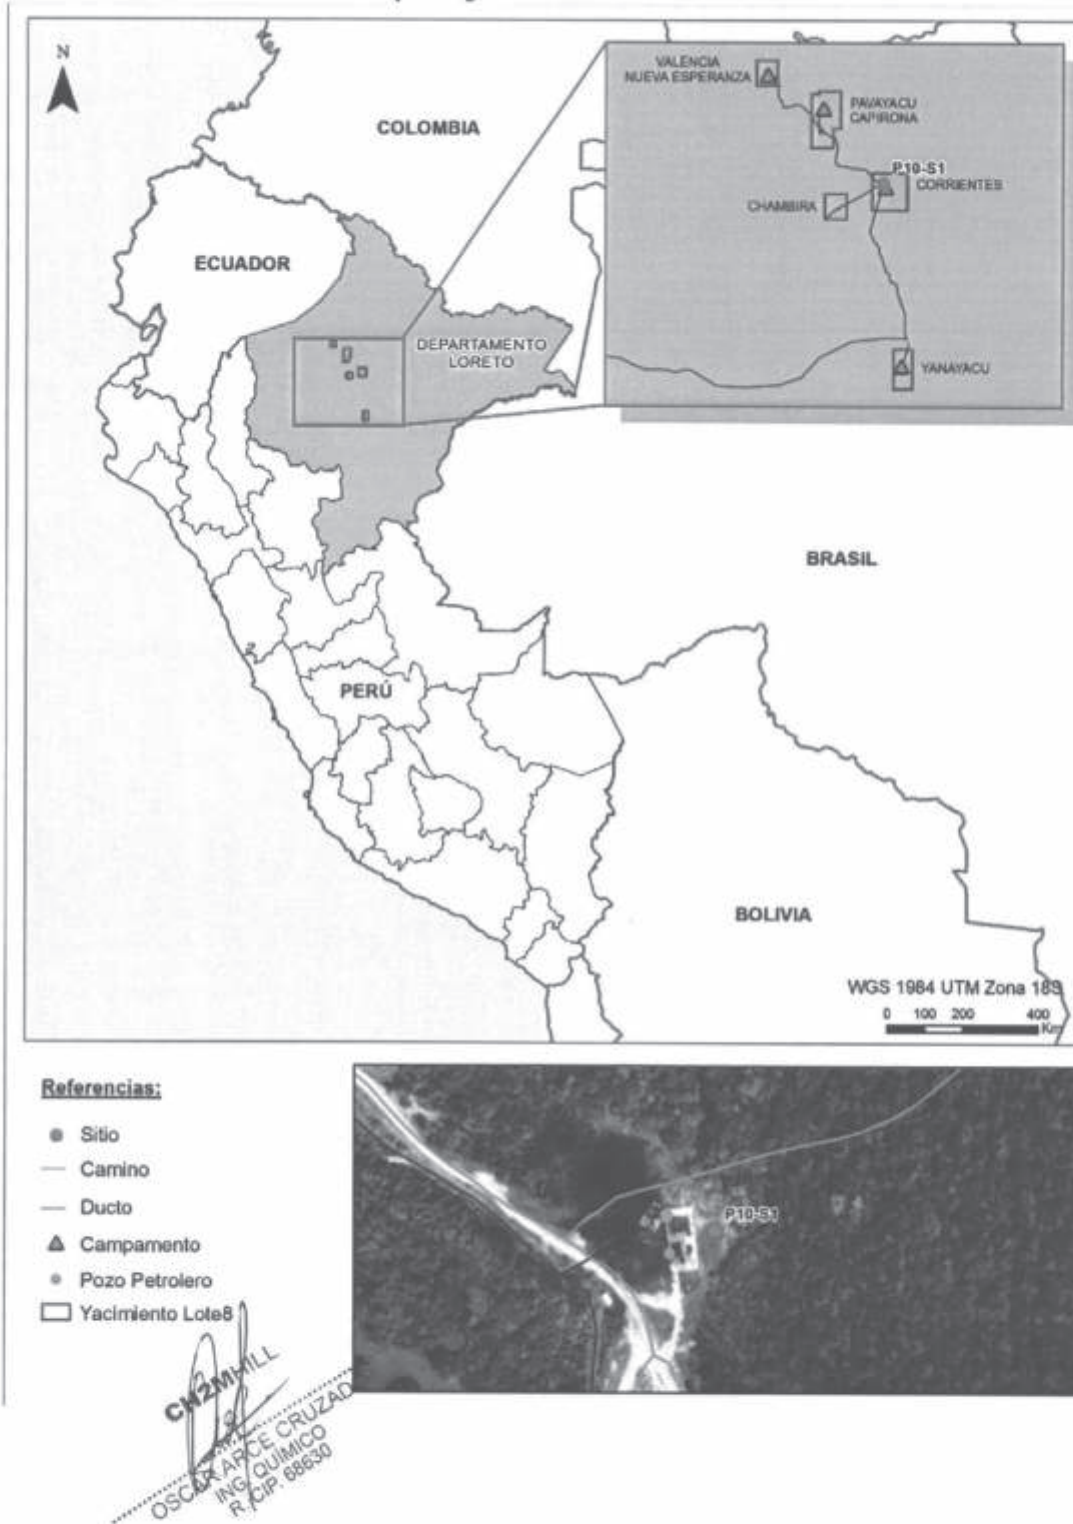 N
COLOMBIA
ECUADOR
DEPARTAMENTO
LORETO
VALENCIA
NUEVA ESPERANZA
PAVAYACU
CAPIRONA
P10-S1
CORRIENTES
CHAMBIRA
YANAYACU
BRASIL
PERÚ
BOLIVIA
WGS 1984 UTM Zona 18S
0 100 200 400
Km
Referencias:
Sitio
Camino
Ducto
Campamento
Pozo Petrolero
Yacimiento Lote8
P10-S1
CH2MHILL
OSCAR ARCE CRUZADO
ING. QUÍMICO
R. CIP. 68630